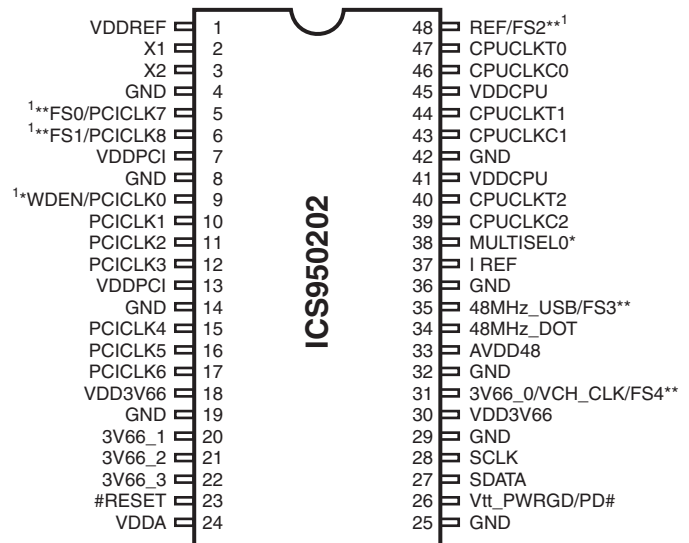 VDDREF 1 48 REF/FS2**1
X1 2 47 CPUCLKT0
X2 3 46 CPUCLKC0
GND 4 45 VDDCPU
1**FS0/PCICLK7 5 44 CPUCLKT1
1**FS1/PCICLK8 6 43 CPUCLKC1
VDDPCI 7 42 GND
GND 8 41 VDDCPU
1*WDEN/PCICLK0 9 40 CPUCLKT2
PCICLK1 10 39 CPUCLKC2
PCICLK2 11 38 MULTISEL0*
PCICLK3 12 37 I REF
VDDPCI 13 36 GND
GND 14 35 48MHz_USB/FS3**
PCICLK4 15 34 48MHz_DOT
PCICLK5 16 33 AVDD48
PCICLK6 17 32 GND
VDD3V66 18 31 3V66_0/VCH_CLK/FS4**
GND 19 30 VDD3V66
3V66_1 20 29 GND
3V66_2 21 28 SCLK
3V66_3 22 27 SDATA
#RESET 23 26 Vtt_PWRGD/PD#
VDDA 24 25 GND
ICS950202